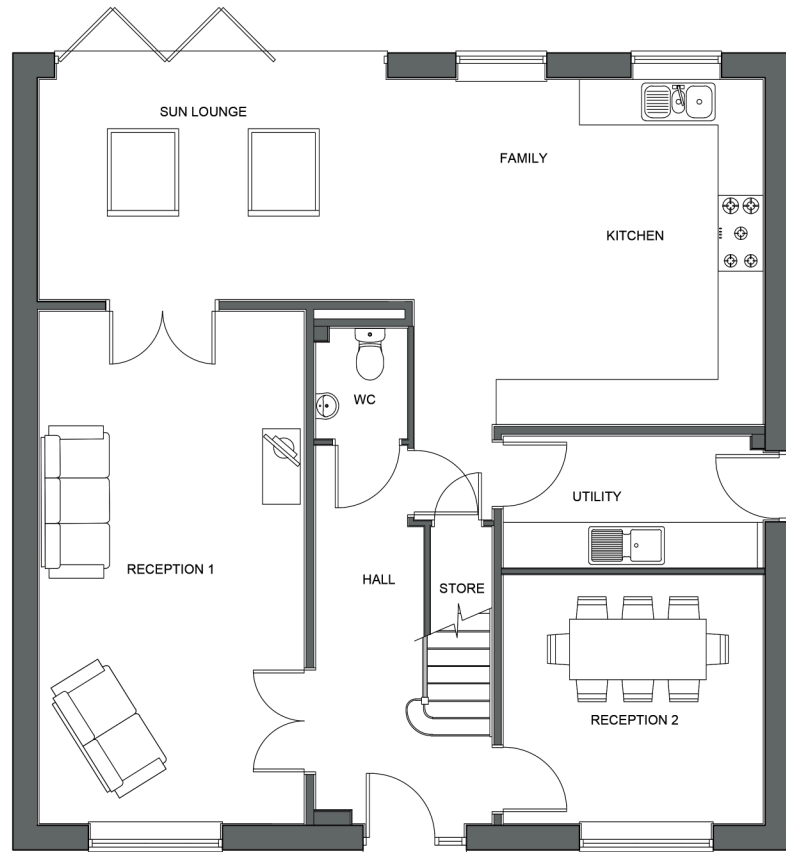 SUN LOUNGE
FAMILY
KITCHEN
WC
UTILITY
RECEPTION 1
HALL
STORE
RECEPTION 2